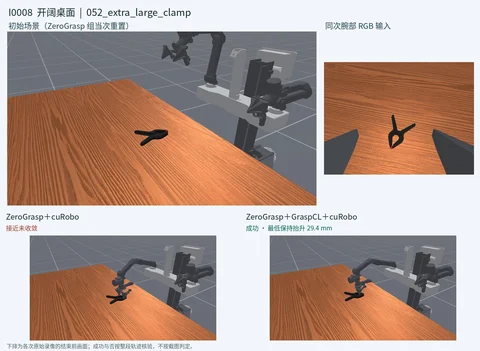 I0008 开阔桌面｜052_extra_large_clamp
初始场景（ZeroGrasp 组当次重置）
同次腕部 RGB 输入
ZeroGrasp＋cuRobo
接近未收敛
ZeroGrasp＋GraspCL＋cuRobo
成功 · 最低保持抬升 29.4 mm
下排为各次原始录像的结束前画面；成功与否按整段轨迹核验，不按截图判定。